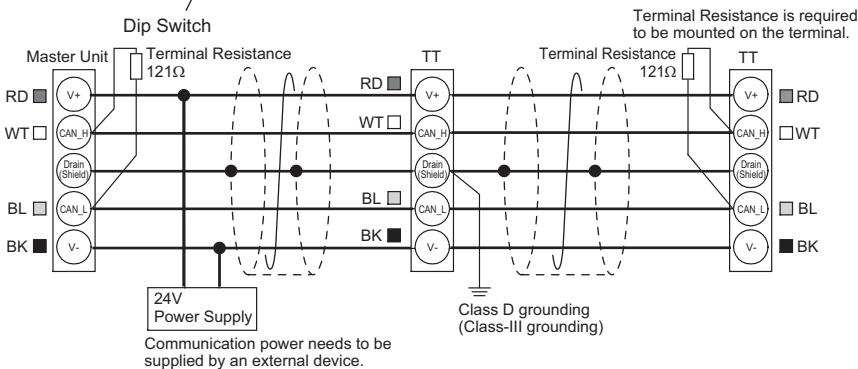 Dip Switch
Terminal Resistance is required
to be mounted on the terminal.
Master Unit
Terminal Resistance
121Ω
TT
Terminal Resistance
121Ω
TT
RD
V+
RD
V+
V+
RD
WT
CAN_H
WT
CAN_H
CAN_H
WT
Drain
(Shield)
Drain
(Shield)
Drain
(Shield)
BL
CAN_L
BL
CAN_L
CAN_L
BL
BK
V-
BK
V-
V-
BK
24V
Power Supply
Class D grounding
(Class-III grounding)
Communication power needs to be
supplied by an external device.